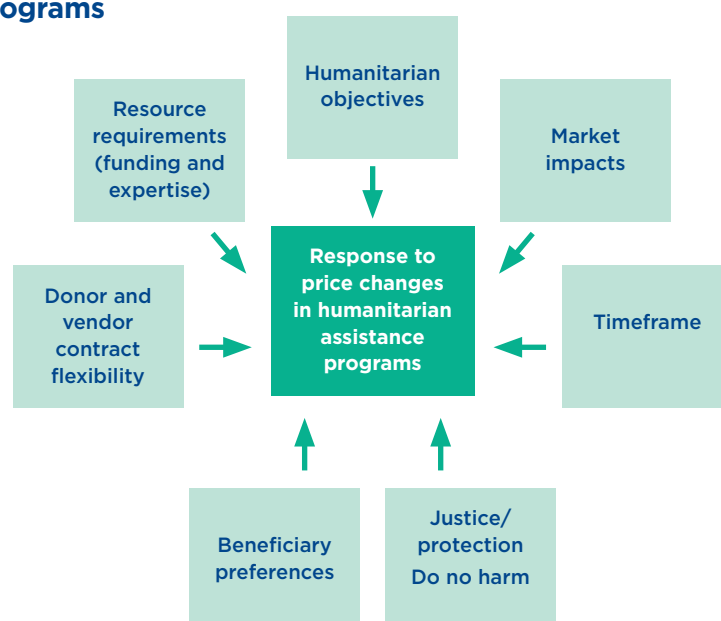 ograms
Humanitarian
objectives
Resource
requirements
(funding and
expertise)
Market
impacts
Response to
price changes
in humanitarian
assistance
programs
Donor and
vendor
contract
flexibility
Timeframe
Beneficiary
preferences
Justice/
protection
Do no harm